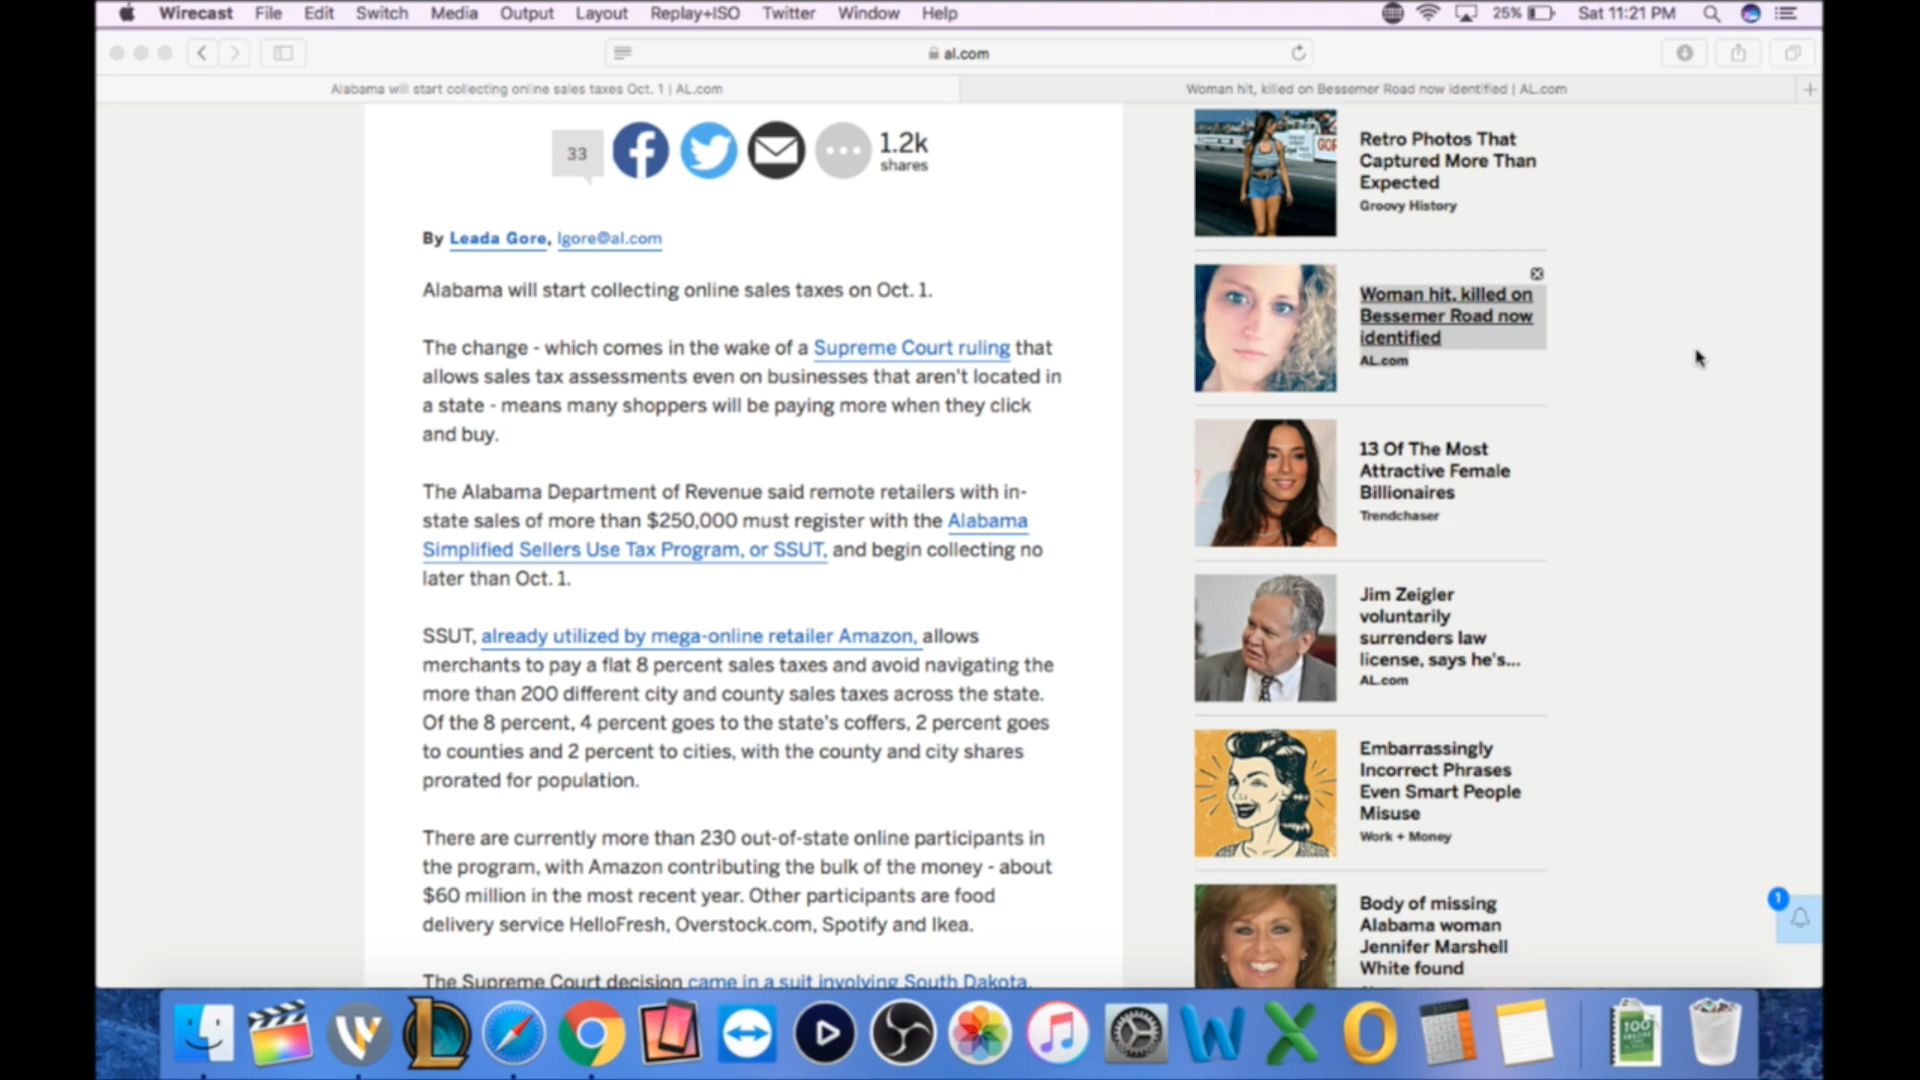 Wirecast File Edit Switch Media Output Layout Replay+ISO Twitter Window Help 25% Sat 11:21 PM
al.com
Alabama will start collecting online sales taxes Oct. 1 | AL.com
Woman hit, killed on Bessemer Road now identified | AL.com
33
1.2k
shares
By Leada Gore, lgore@al.com
Alabama will start collecting online sales taxes on Oct. 1.
The change - which comes in the wake of a Supreme Court ruling that
allows sales tax assessments even on businesses that aren't located in
a state - means many shoppers will be paying more when they click
and buy.
The Alabama Department of Revenue said remote retailers with in-
state sales of more than $250,000 must register with the Alabama
Simplified Sellers Use Tax Program, or SSUT, and begin collecting no
later than Oct. 1.
SSUT, already utilized by mega-online retailer Amazon, allows
merchants to pay a flat 8 percent sales taxes and avoid navigating the
more than 200 different city and county sales taxes across the state.
Of the 8 percent, 4 percent goes to the state's coffers, 2 percent goes
to counties and 2 percent to cities, with the county and city shares
prorated for population.
There are currently more than 230 out-of-state online participants in
the program, with Amazon contributing the bulk of the money - about
$60 million in the most recent year. Other participants are food
delivery service HelloFresh, Overstock.com, Spotify and Ikea.
The Supreme Court decision came in a suit involving South Dakota.
Retro Photos That
Captured More Than
Expected
Groovy History
Woman hit, killed on
Bessemer Road now
identified
AL.com
13 Of The Most
Attractive Female
Billionaires
Trendchaser
Jim Zeigler
voluntarily
surrenders law
license, says he's...
AL.com
Embarrassingly
Incorrect Phrases
Even Smart People
Misuse
Work + Money
Body of missing
Alabama woman
Jennifer Marshell
White found
1
100